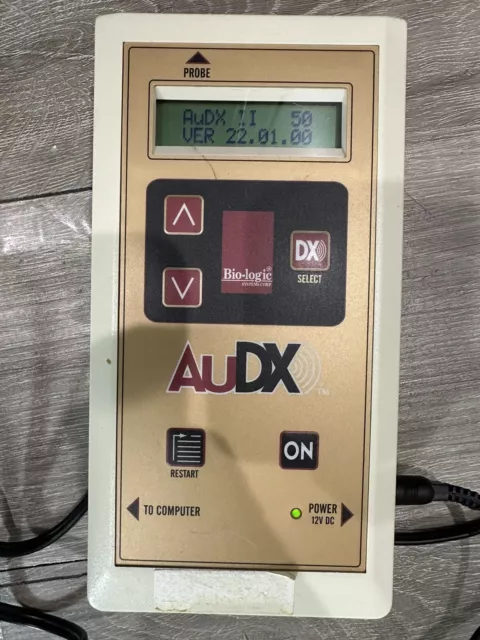 PROBE
AuDX II 50
VER 22.01.00
DX
SELECT
Bio-logic®
SYSTEMS CORP
AuDX™
RESTART
ON
TO COMPUTER
POWER
12V DC